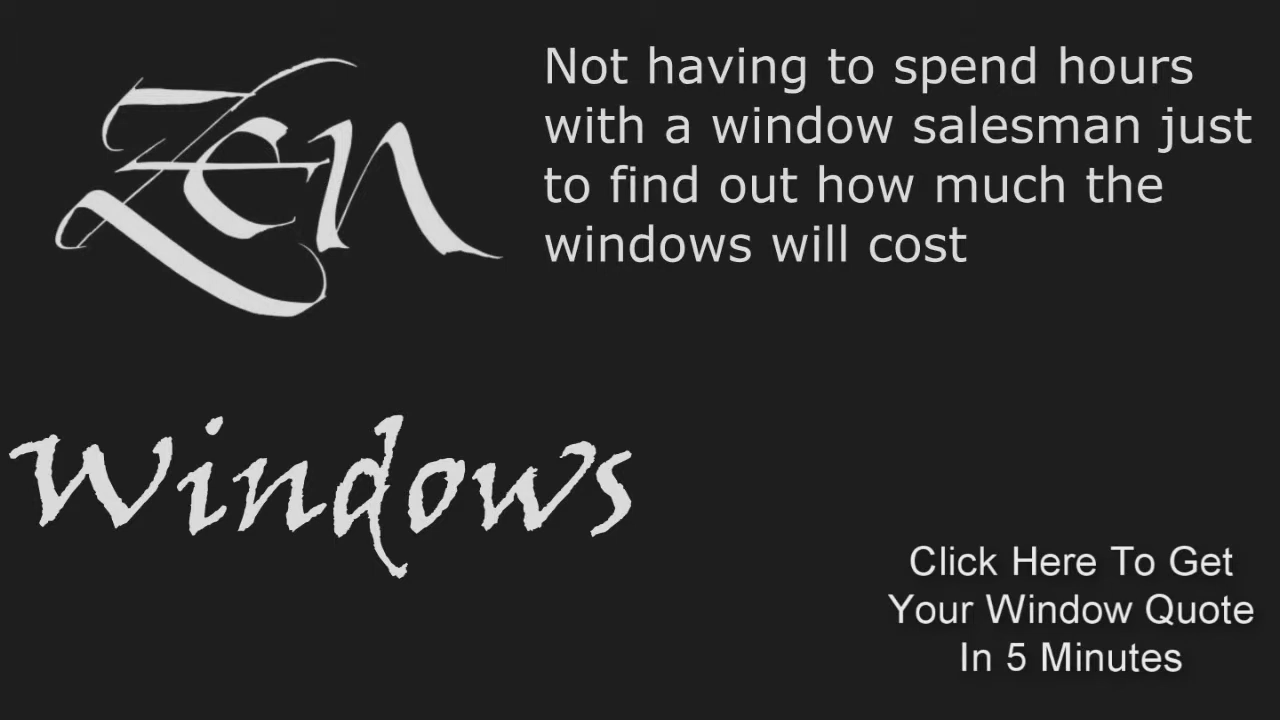 Zen
Not having to spend hours
with a window salesman just
to find out how much the
windows will cost
Windows
Click Here To Get
Your Window Quote
In 5 Minutes